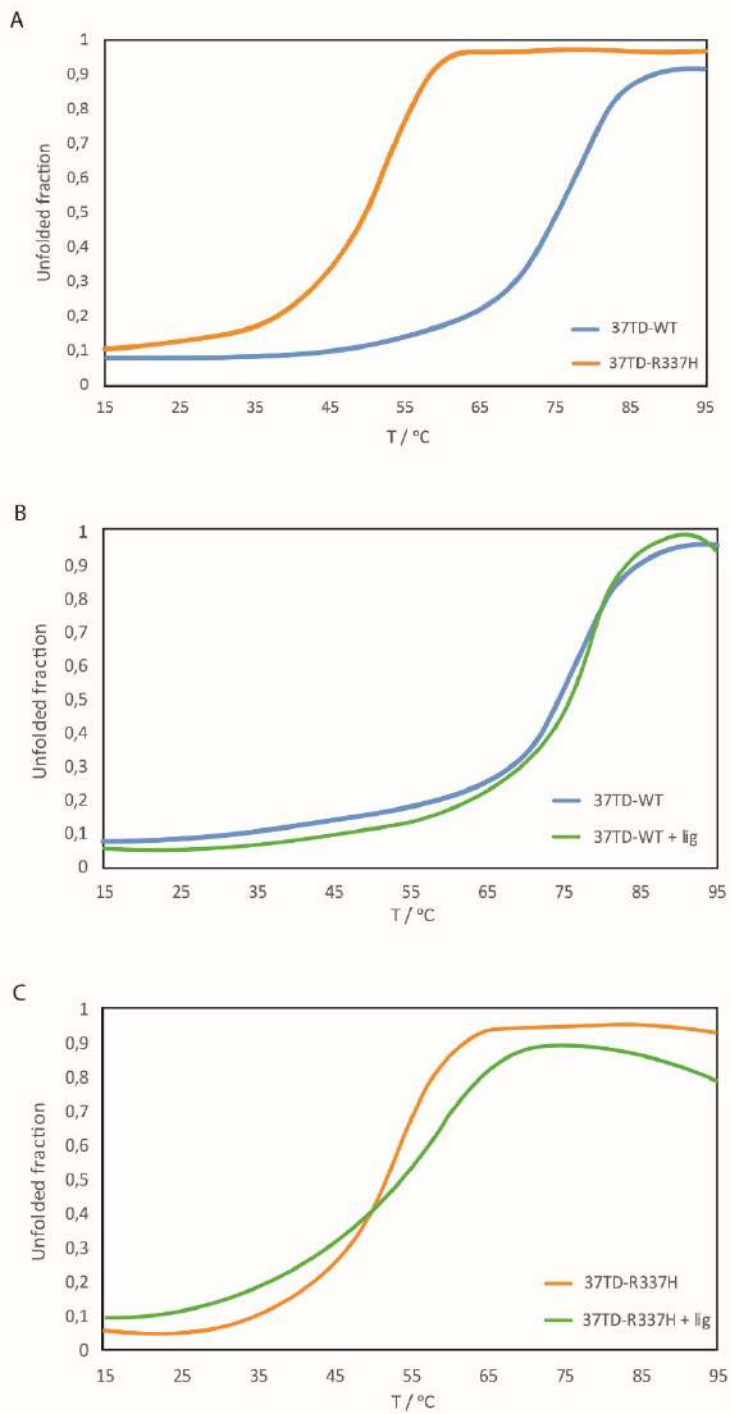 A
1
0,9
0,8
0,7
0,6
0,5
0,4
0,3
0,2
0,1
0
Unfolded fraction
37TD-WT
37TD-R337H
15 25 35 45 55 65 75 85 95
T / ºC
B
1
0,9
0,8
0,7
0,6
0,5
0,4
0,3
0,2
0,1
0
Unfolded fraction
37TD-WT
37TD-WT + lig
15 25 35 45 55 65 75 85 95
T / ºC
C
1
0,9
0,8
0,7
0,6
0,5
0,4
0,3
0,2
0,1
0
Unfolded fraction
37TD-R337H
37TD-R337H + lig
15 25 35 45 55 65 75 85 95
T / ºC